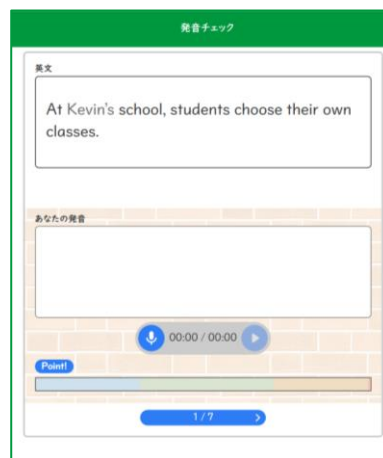 発音チェック
英文
At Kevin's school, students choose their own
classes.
あなたの発音
00:00 / 00:00
Point!
1 / 7